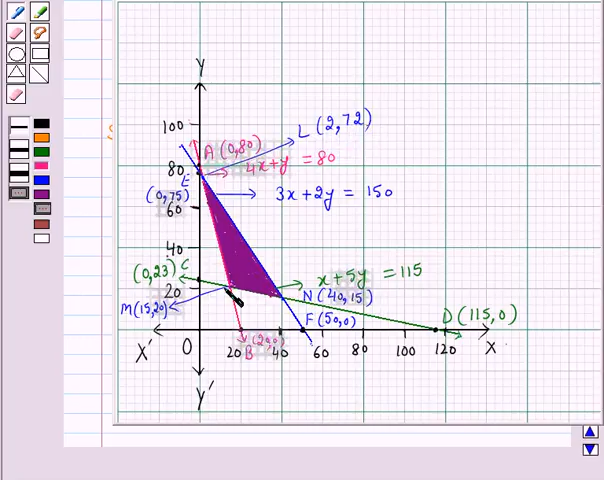 Y
100
L (2,72)
A (0,80)
4x+y = 80
80
E
(0,75)
3x+2y = 150
60
40
(0,23) C
x+5y = 115
20
N (40,15)
M (15,20)
F (50,0)
D (115,0)
X' O 20 40 60 80 100 120 X
B (20,0)
Y'